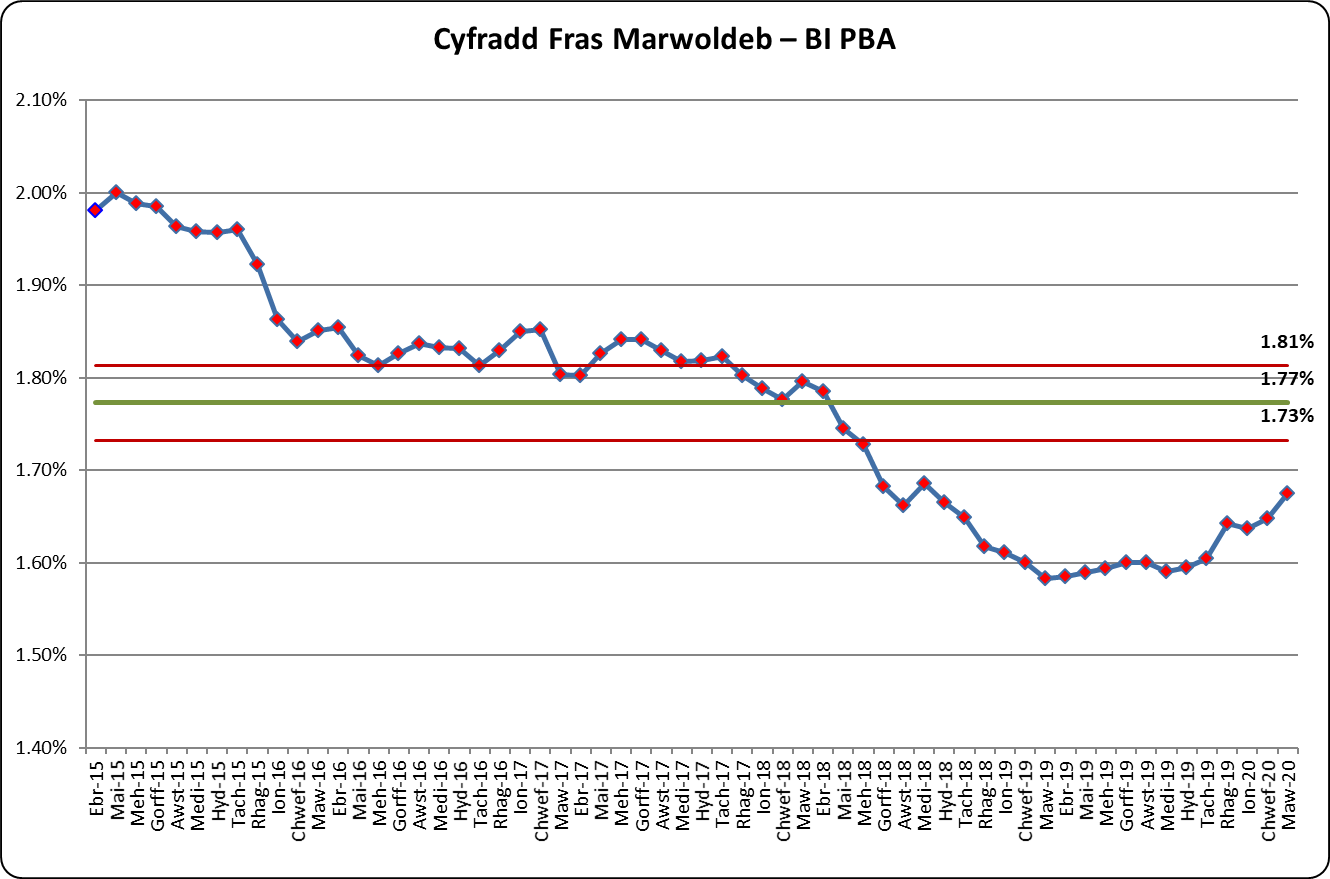 Cyfradd Fras Marwoldeb – BI PBA
2.10%
2.00%
1.90%
1.80%
1.70%
1.60%
1.50%
1.40%
1.81%
1.77%
1.73%
Ebr-15
Mai-15
Meh-15
Gorff-15
Awst-15
Medi-15
Hyd-15
Tach-15
Rhag-15
Ion-16
Chwef-16
Maw-16
Ebr-16
Mai-16
Meh-16
Gorff-16
Awst-16
Medi-16
Hyd-16
Tach-16
Rhag-16
Ion-17
Chwef-17
Maw-17
Ebr-17
Mai-17
Meh-17
Gorff-17
Awst-17
Medi-17
Hyd-17
Tach-17
Rhag-17
Ion-18
Chwef-18
Maw-18
Ebr-18
Mai-18
Meh-18
Gorff-18
Awst-18
Medi-18
Hyd-18
Tach-18
Rhag-18
Ion-19
Chwef-19
Maw-19
Ebr-19
Mai-19
Meh-19
Gorff-19
Awst-19
Medi-19
Hyd-19
Tach-19
Rhag-19
Ion-20
Chwef-20
Maw-20